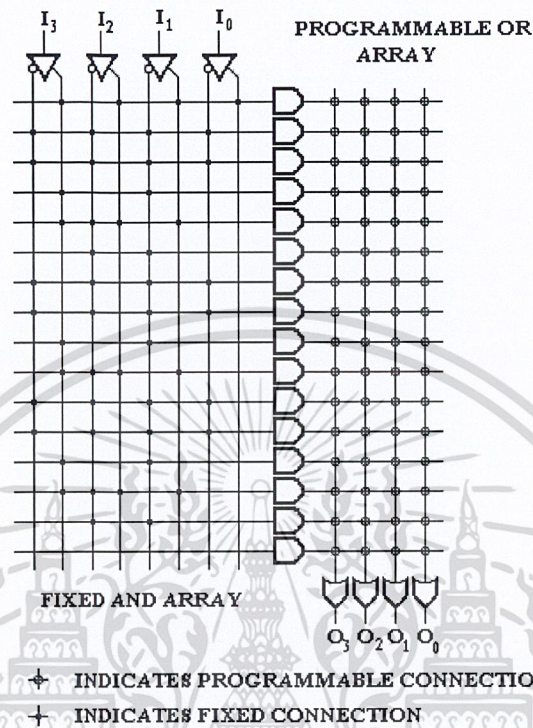 I3 I2 I1 I0
PROGRAMMABLE OR
ARRAY
FIXED AND ARRAY
O3 O2 O1 O0
INDICATES PROGRAMMABLE CONNECTIO
INDICATES FIXED CONNECTION